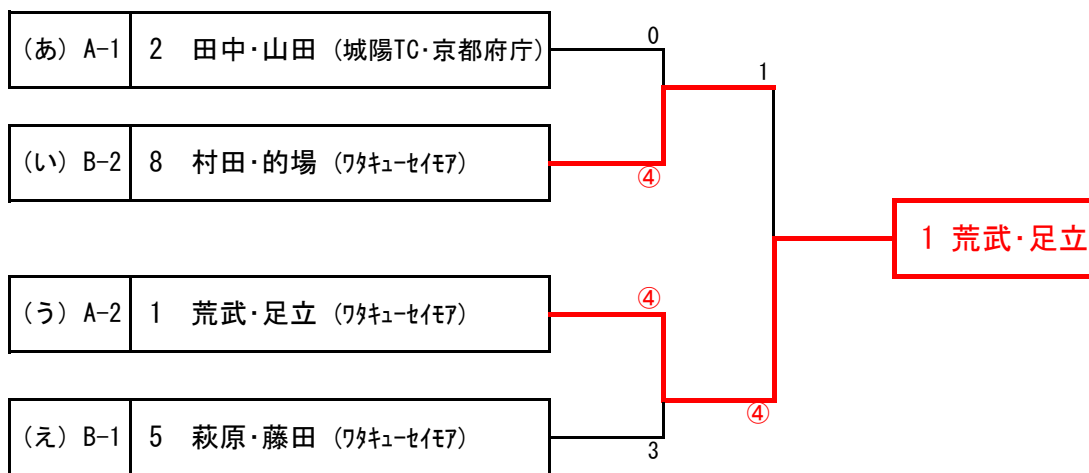 (あ) A-1 2 田中・山田 (城陽TC・京都府庁)
0
1
(い) B-2 8 村田・的場 (ﾜﾀｷｭｰｾｲﾓｱ)
④
1 荒武・足立
④
(う) A-2 1 荒武・足立 (ﾜﾀｷｭｰｾｲﾓｱ)
④
(え) B-1 5 萩原・藤田 (ﾜﾀｷｭｰｾｲﾓｱ)
3